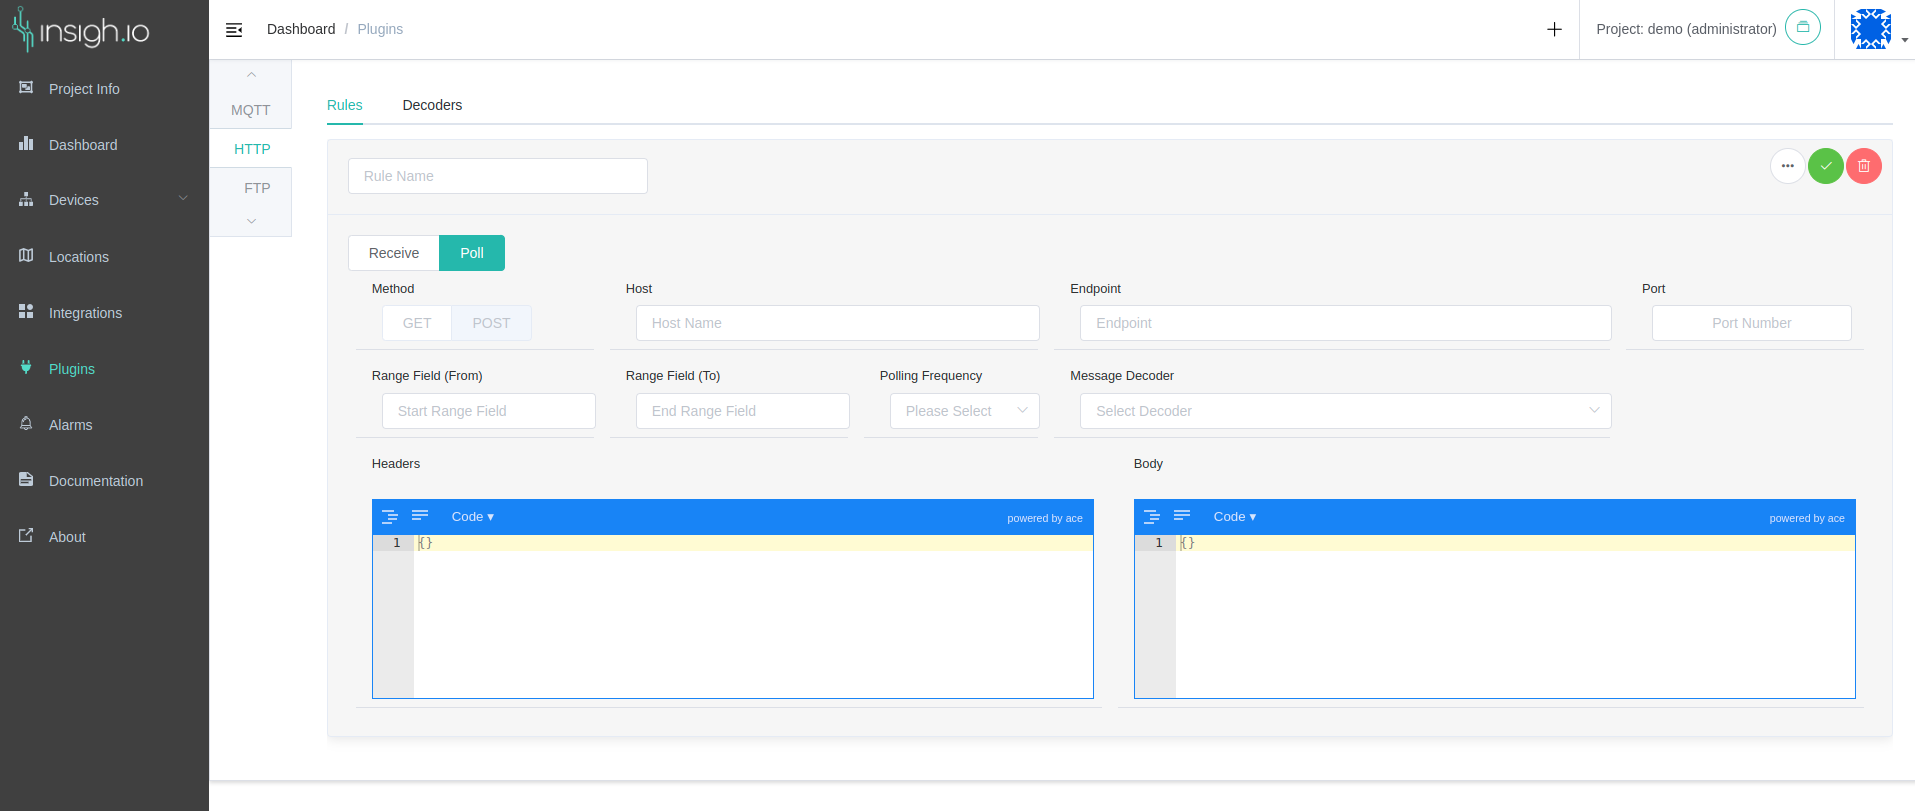 insigh.io
Dashboard / Plugins
Project: demo (administrator)
Project Info
Dashboard
Devices
Locations
Integrations
Plugins
Alarms
Documentation
About
MQTT
HTTP
FTP
Rules Decoders
Rule Name
Receive Poll
Method Host Endpoint Port
GET POST Host Name Endpoint Port Number
Range Field (From) Range Field (To) Polling Frequency Message Decoder
Start Range Field End Range Field Please Select Select Decoder
Headers Body
Code ▾ powered by ace Code ▾ powered by ace
1 {} 1 {}